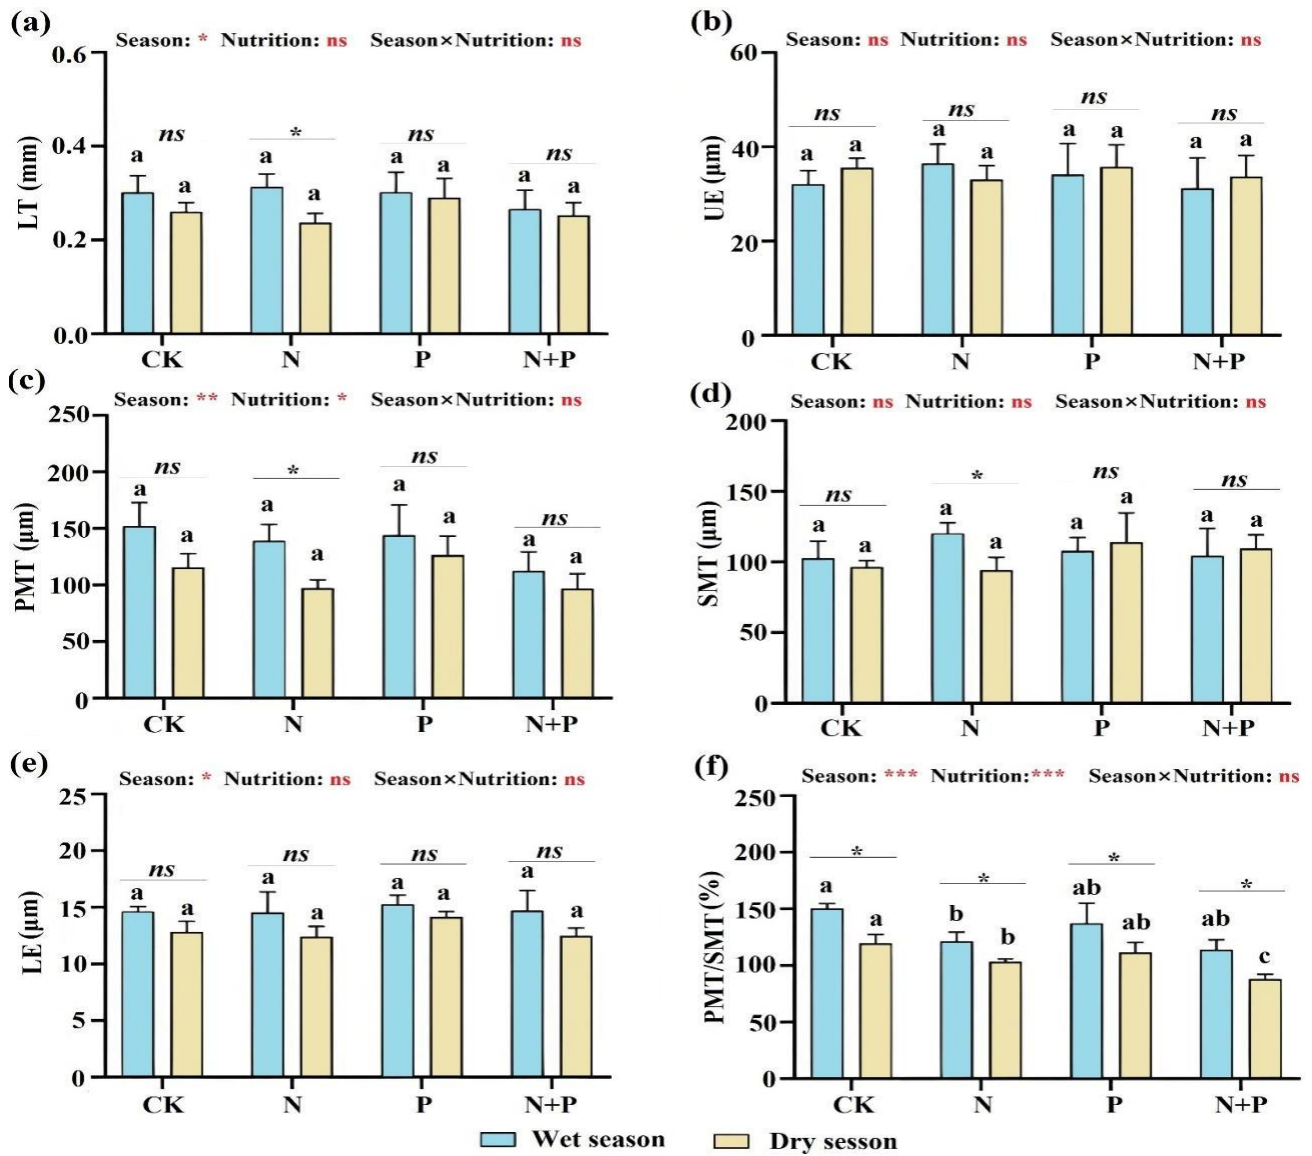 (a)
Season: * Nutrition: ns Season×Nutrition: ns
LT (mm)
0.6
0.4
0.2
0.0
ns
*
ns
ns
a a a a a a a a
CK N P N+P
(b)
Season: ns Nutrition: ns Season×Nutrition: ns
UE (μm)
60
40
20
0
ns
ns
ns
ns
a a a a a a a a
CK N P N+P
(c)
Season: ** Nutrition: * Season×Nutrition: ns
PMT (μm)
250
200
150
100
50
0
ns
*
ns
ns
a a a a a a a a
CK N P N+P
(d)
Season: ns Nutrition: ns Season×Nutrition: ns
SMT (μm)
200
150
100
50
0
ns
*
ns
ns
a a a a a a a a
CK N P N+P
(e)
Season: * Nutrition: ns Season×Nutrition: ns
LE (μm)
25
20
15
10
5
0
ns
ns
ns
ns
a a a a a a a a
CK N P N+P
(f)
Season: *** Nutrition:*** Season×Nutrition: ns
PMT/SMT(%)
250
200
150
100
50
0
*
*
*
*
a a b b ab ab ab c
CK N P N+P
Wet season Dry sesson